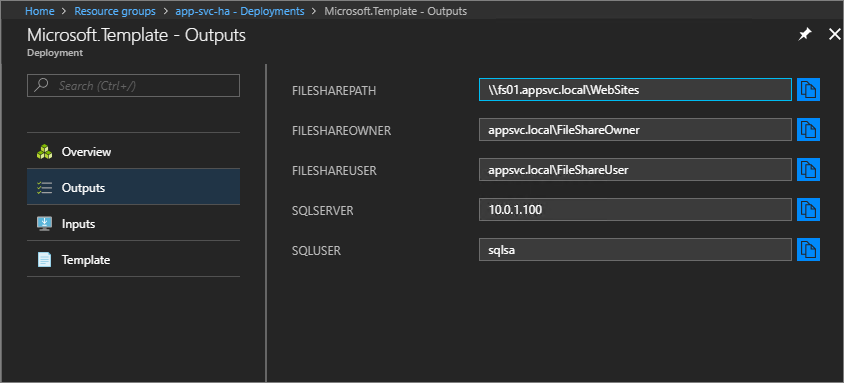 Home > Resource groups > app-svc-ha - Deployments > Microsoft.Template - Outputs
Microsoft.Template - Outputs
Deployment
Search (Ctrl+/)
Overview
Outputs
Inputs
Template
FILESHAREPATH \\fs01.appsvc.local\WebSites
FILESHAREOWNER appsvc.local\FileShareOwner
FILESHAREUSER appsvc.local\FileShareUser
SQLSERVER 10.0.1.100
SQLUSER sqlsa